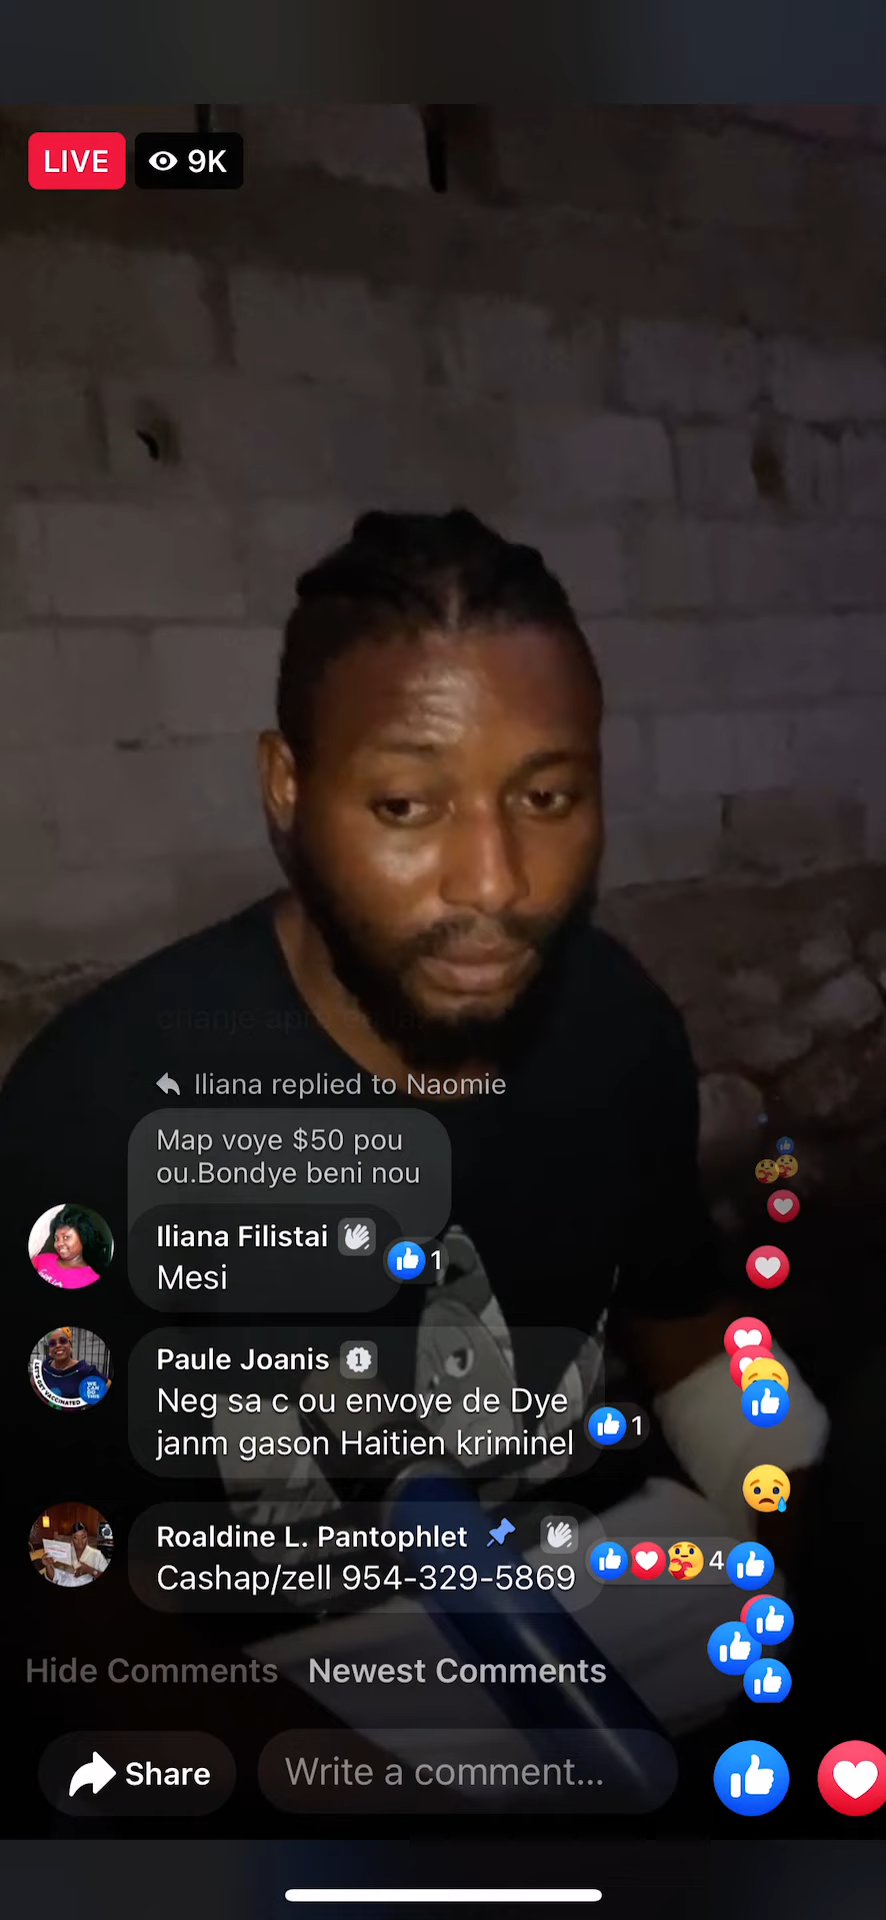 LIVE
9K
Iliana replied to Naomie
Map voye $50 pou
ou.Bondye beni nou
Iliana Filistai
Mesi
1
Paule Joanis 1
Neg sa c ou envoye de Dye
janm gason Haitien kriminel
1
Roaldine L. Pantophlet
Cashap/zell 954-329-5869
4
Hide Comments Newest Comments
Share
Write a comment...